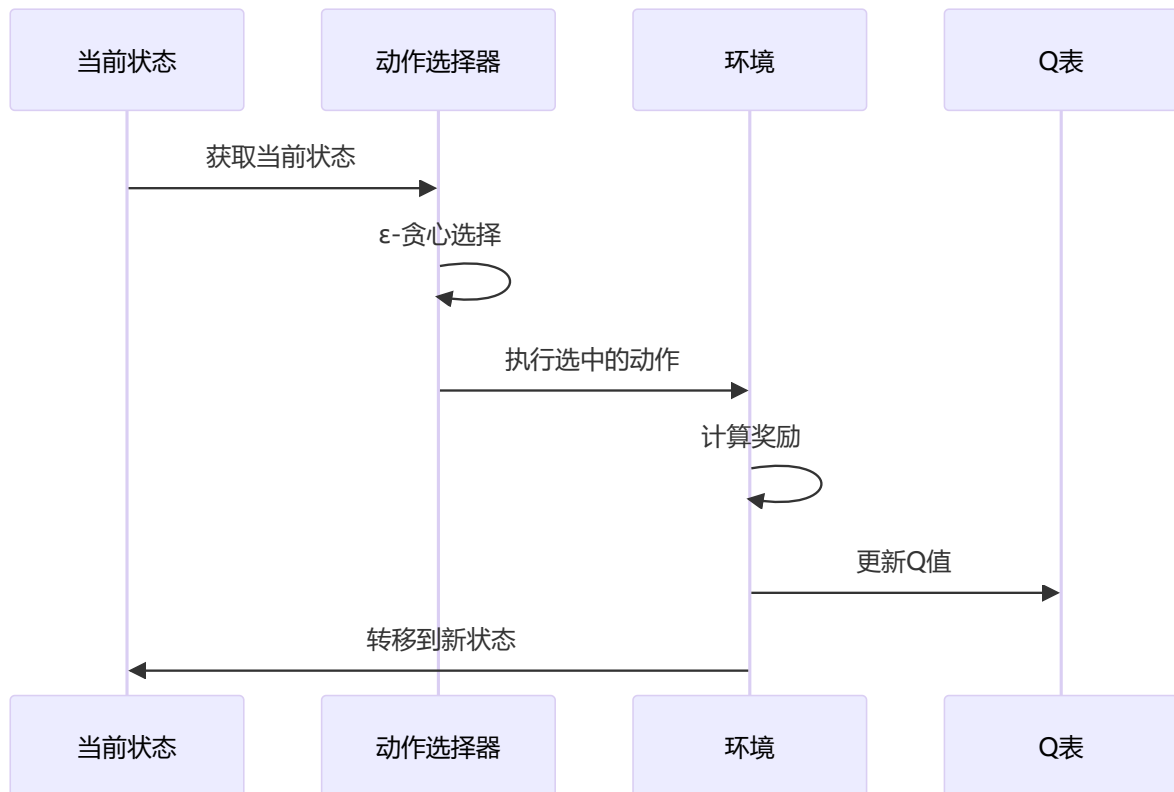 当前状态
动作选择器
环境
Q表
获取当前状态
ε-贪心选择
执行选中的动作
计算奖励
更新Q值
转移到新状态
当前状态
动作选择器
环境
Q表